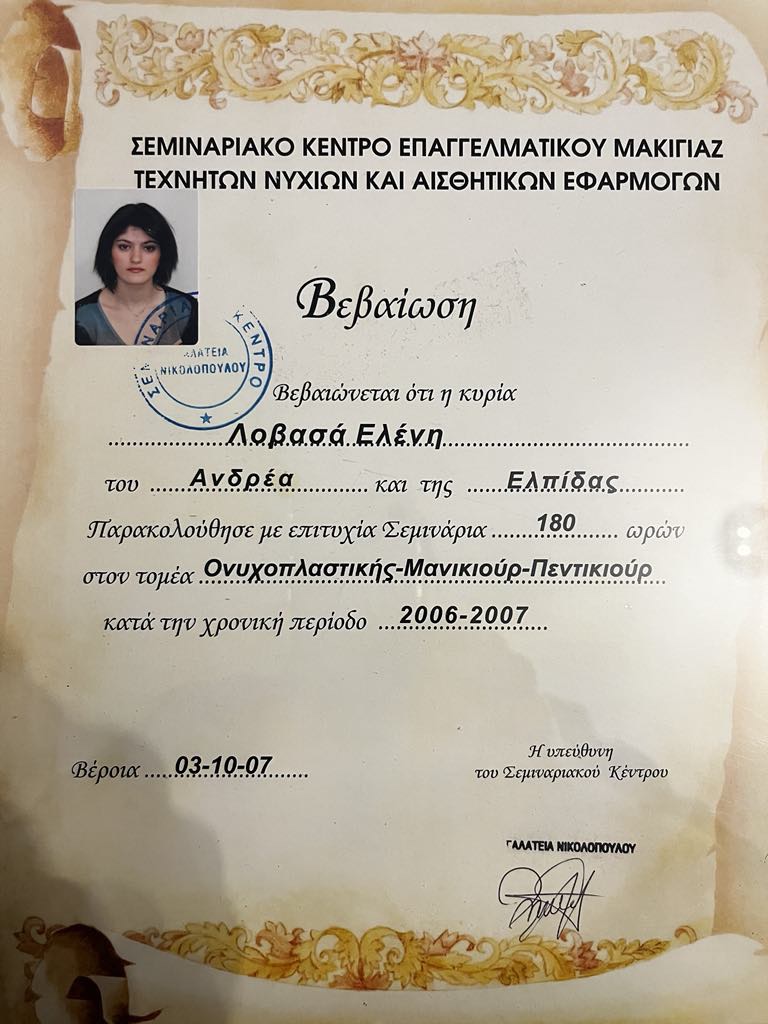 ΣΕΜΙΝΑΡΙΑΚΟ ΚΕΝΤΡΟ ΕΠΑΓΓΕΛΜΑΤΙΚΟΥ ΜΑΚΙΓΙΑΖ
ΤΕΧΝΗΤΩΝ ΝΥΧΙΩΝ ΚΑΙ ΑΙΣΘΗΤΙΚΩΝ ΕΦΑΡΜΟΓΩΝ
Βεβαίωση
ΚΕΝΤΡΟ
ΝΙΚΟΛΟΠΟΥΛΟΥ
Βεβαιώνεται ότι η κυρία
Λοβασά Ελένη
του Ανδρέα και της Ελπίδας
Παρακολούθησε με επιτυχία Σεμινάρια 180 ωρών
στον τομέα Ονυχοπλαστικής-Μανικιούρ-Πεντικιούρ
κατά την χρονική περίοδο 2006-2007
Βέροια 03-10-07
Η υπεύθυνη
του Σεμιναριακού Κέντρου
ΓΑΛΑΤΕΙΑ ΝΙΚΟΛΟΠΟΥΛΟΥ